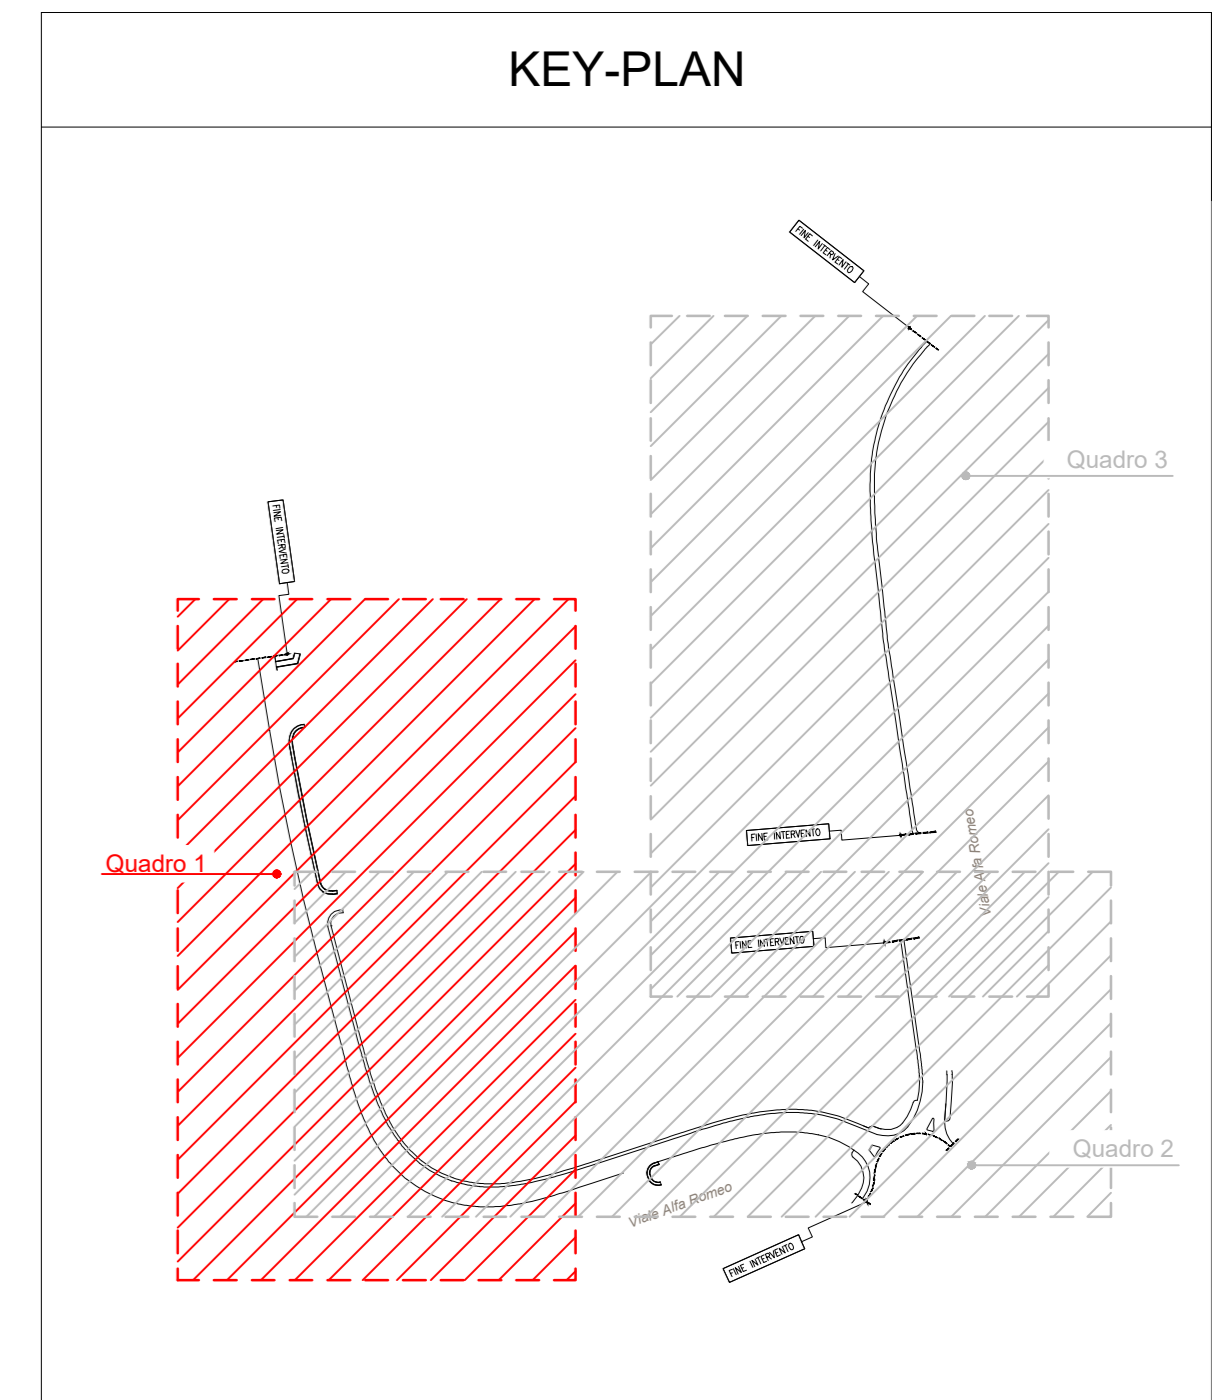 KEY-PLAN
FINE INTERVENTO
Quadro 3
FINE INTERVENTO
FINE INTERVENTO
Viale Alfa Romeo
Quadro 1
FINE INTERVENTO
Quadro 2
Viale Alfa Romeo
FINE INTERVENTO